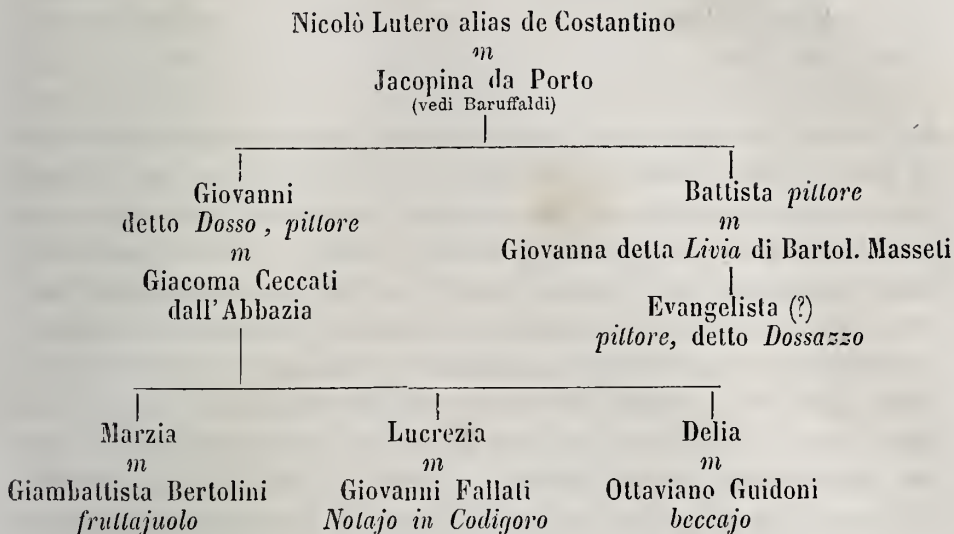 Nicolò Lutero alias de Costantino
m
Jacopina da Porto
(vedi Baruffaldi)
Giovanni
detto Dosso, pittore
m
Giacoma Ceccati
dall'Abbazia
Battista pittore
m
Giovanna detta Livia di Bartol. Masseti
Evangelista (?)
pittore, detto Dossazzo
Marzia
m
Giambattista Bertolini
fruttajuolo
Lucrezia
m
Giovanni Fallati
Notajo in Codigoro
Delia
m
Ottaviano Guidoni
beccajo